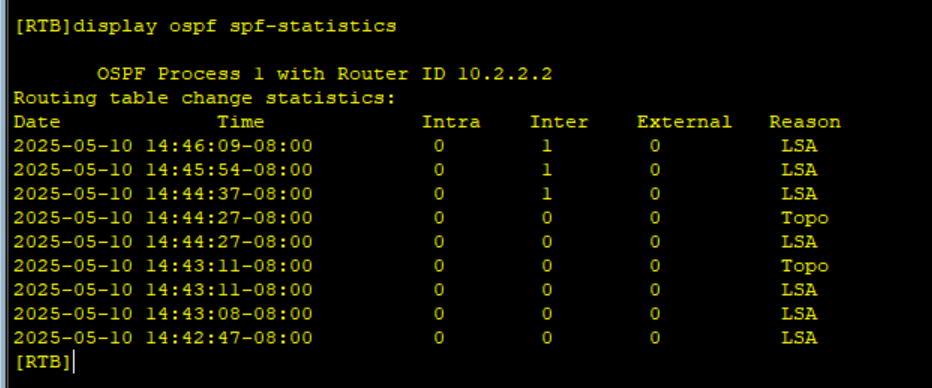 [RTB]display ospf spf-statistics
OSPF Process 1 with Router ID 10.2.2.2
Routing table change statistics:
Date Time Intra Inter External Reason
2025-05-10 14:46:09-08:00 0 1 0 LSA
2025-05-10 14:45:54-08:00 0 1 0 LSA
2025-05-10 14:44:37-08:00 0 1 0 LSA
2025-05-10 14:44:27-08:00 0 0 0 Topo
2025-05-10 14:44:27-08:00 0 0 0 LSA
2025-05-10 14:43:11-08:00 0 0 0 Topo
2025-05-10 14:43:11-08:00 0 0 0 LSA
2025-05-10 14:43:08-08:00 0 0 0 LSA
2025-05-10 14:42:47-08:00 0 0 0 LSA
[RTB]